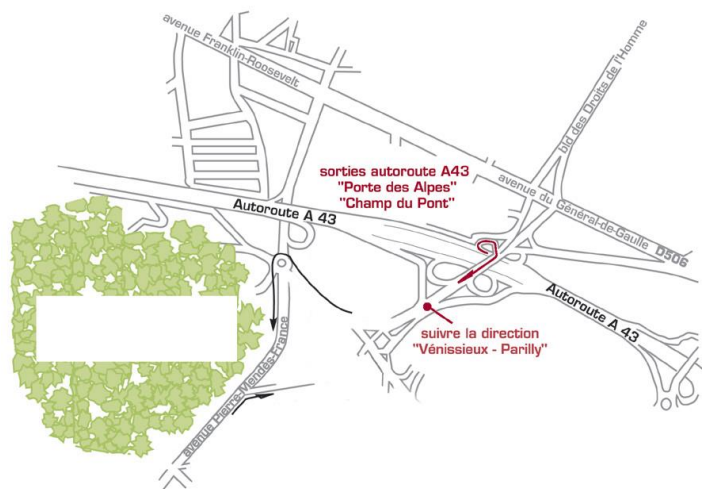 avenue Franklin-Roosevelt
bld des Droits de l'Homme
sorties autoroute A43
"Porte des Alpes"
"Champ du Pont"
avenue du Général-de-Gaulle
D506
Autoroute A 43
Autoroute A 43
suivre la direction
"Vénissieux - Parilly"
avenue Pierre-Mendès-France